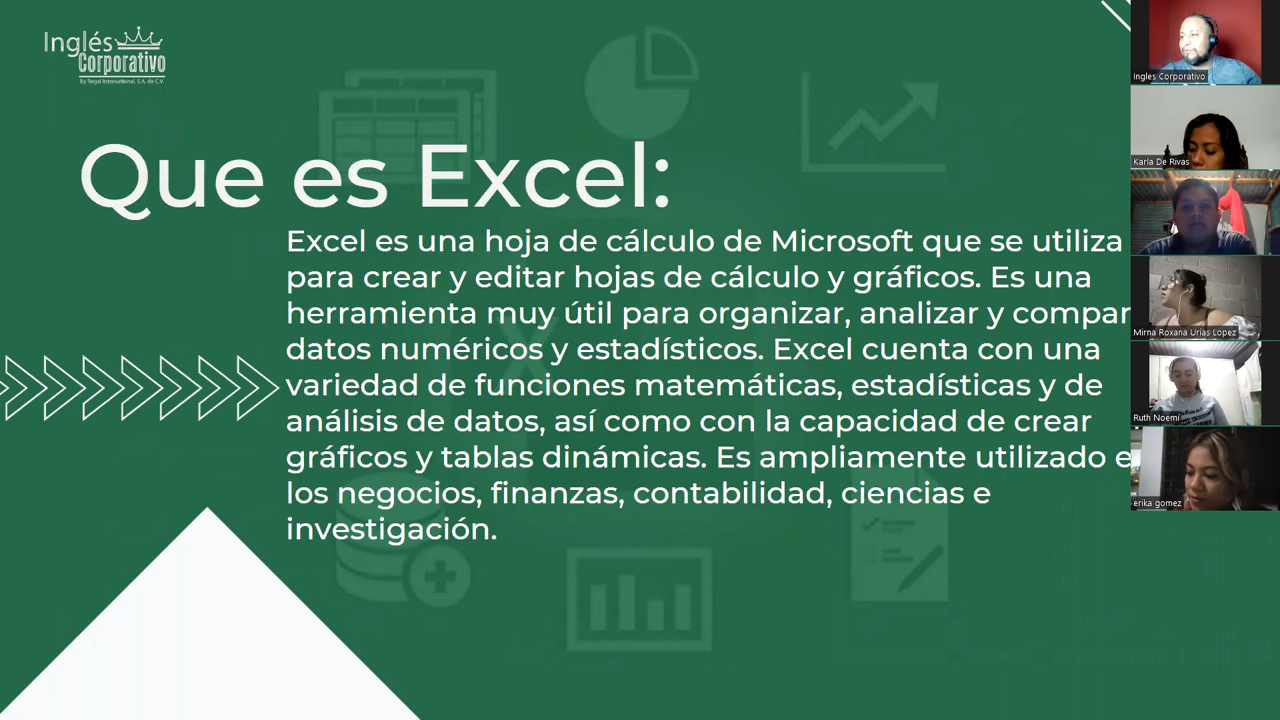 Inglés
Corporativo
By Regal International, S.A. de C.V.
Que es Excel:
Excel es una hoja de cálculo de Microsoft que se utiliza
para crear y editar hojas de cálculo y gráficos. Es una
herramienta muy útil para organizar, analizar y compar
datos numéricos y estadísticos. Excel cuenta con una
variedad de funciones matemáticas, estadísticas y de
análisis de datos, así como con la capacidad de crear
gráficos y tablas dinámicas. Es ampliamente utilizado e
los negocios, finanzas, contabilidad, ciencias e
investigación.
Ingles Corporativo
Karla De Rivas
Mirna Roxana Urias Lopez
Ruth Noemí
erika gomez